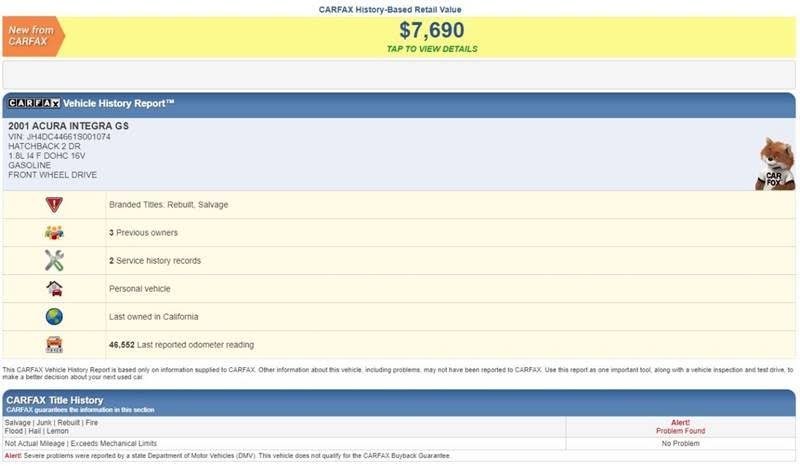 CARFAX History-Based Retail Value
New from
CARFAX
$7,690
TAP TO VIEW DETAILS
CARFAX Vehicle History Report™
2001 ACURA INTEGRA GS
VIN: JH4DC44661S001074
HATCHBACK 2 DR
1.8L I4 F DOHC 16V
GASOLINE
FRONT WHEEL DRIVE
CAR
FOX
Branded Titles: Rebuilt, Salvage
3 Previous owners
2 Service history records
Personal vehicle
Last owned in California
46,552 Last reported odometer reading
This CARFAX Vehicle History Report is based only on information supplied to CARFAX. Other information about this vehicle, including problems, may not have been reported to CARFAX. Use this report as one important tool, along with a vehicle inspection and test drive, to
make a better decision about your next used car.
CARFAX Title History
CARFAX guarantees the information in this section
Salvage | Junk | Rebuilt | Fire
Flood | Hail | Lemon
Alert!
Problem Found
Not Actual Mileage | Exceeds Mechanical Limits
No Problem
Alert! Severe problems were reported by a state Department of Motor Vehicles (DMV). This vehicle does not qualify for the CARFAX Buyback Guarantee.